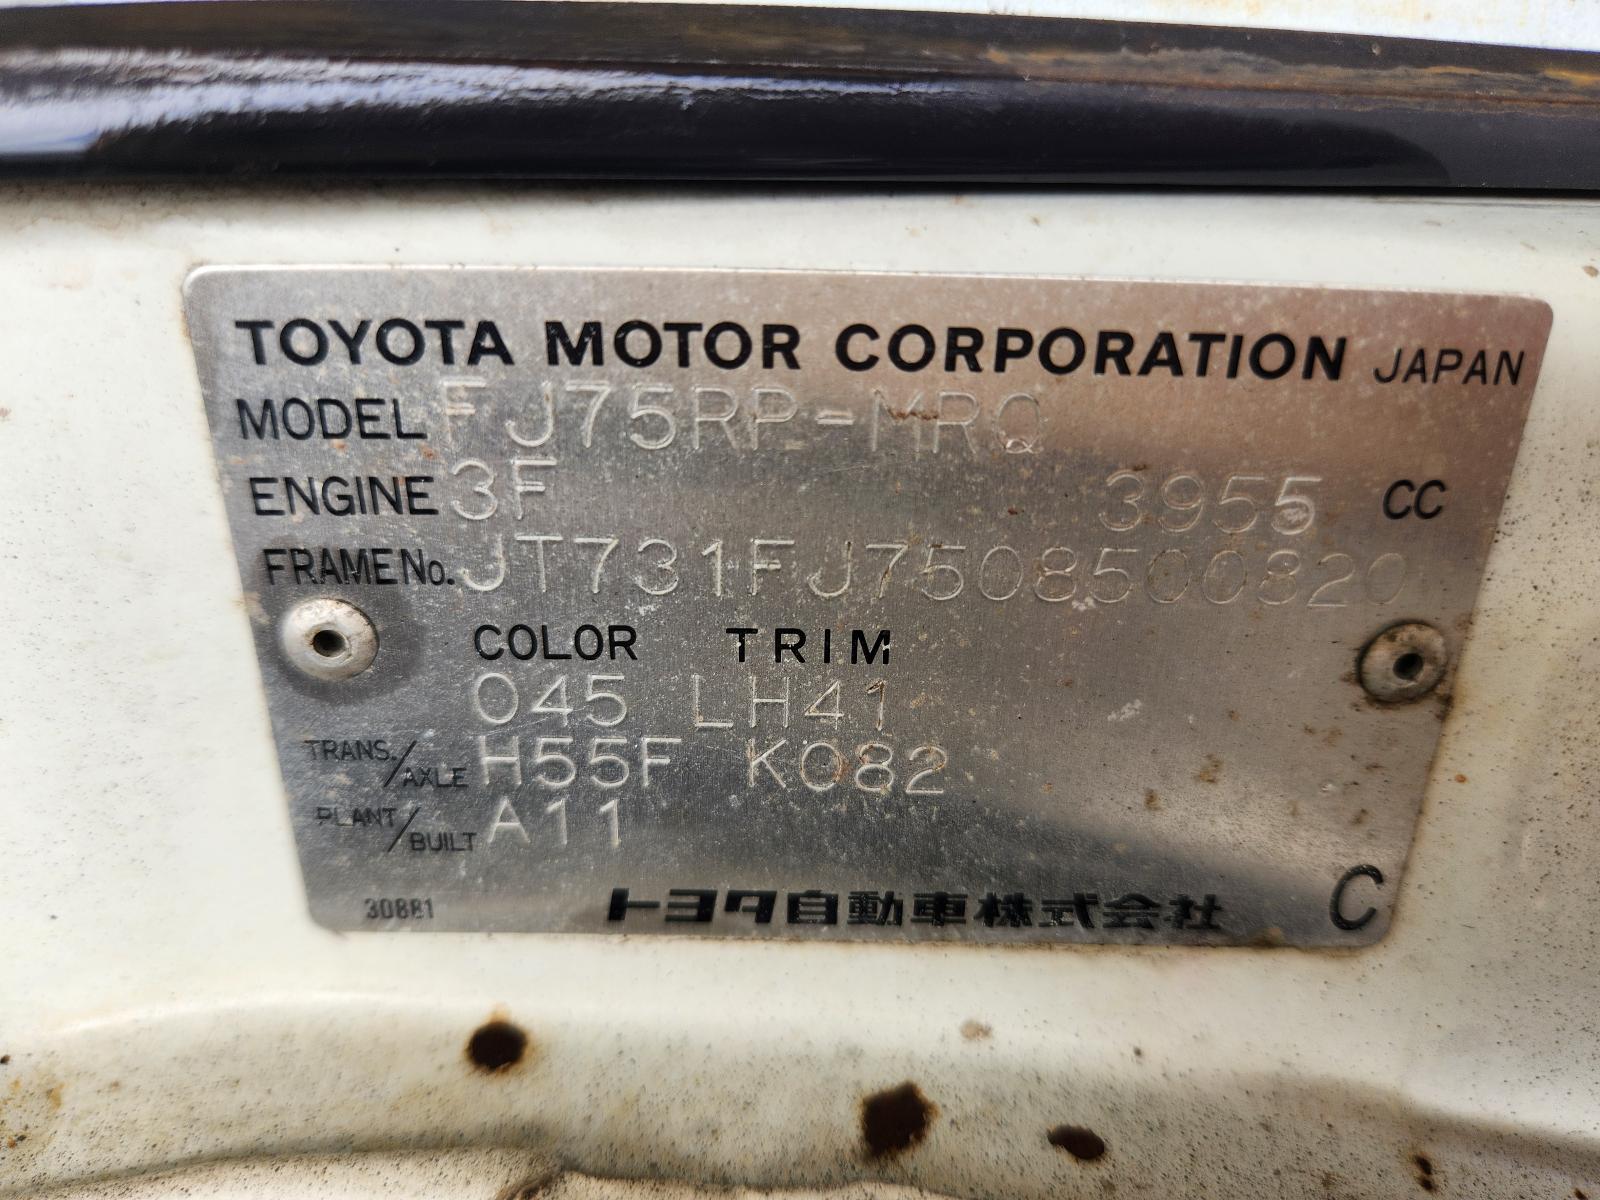 TOYOTA MOTOR CORPORATION JAPAN
MODEL FJ75RP-MRQ
ENGINE 3F 3955 CC
FRAME No. JT731FJ7508500820
COLOR TRIM
045 LH41
TRANS./AXLE H55F K082
PLANT/BUILT A11
30881 トヨタ自動車株式会社 C